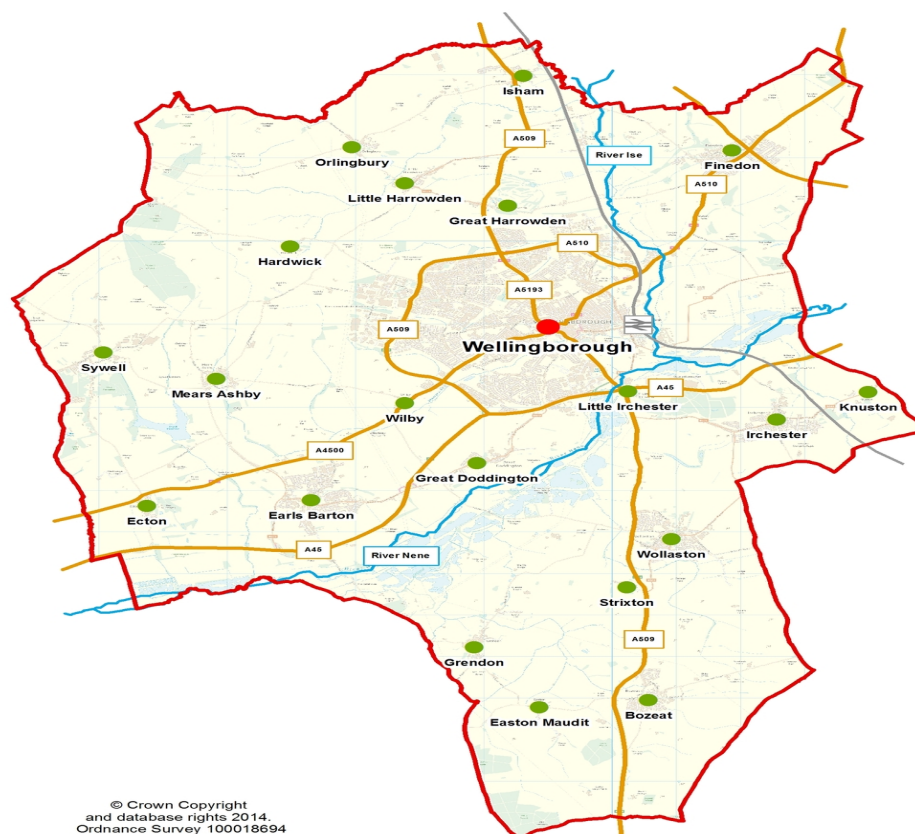 Isham
A509
River Ise
Orlingbury
Finedon
A510
Little Harrowden
Great Harrowden
A510
Hardwick
A5193
A509
Wellingborough
Sywell
Mears Ashby
A45
Little Irchester
Knuston
Wilby
Irchester
A4500
Great Doddington
Earls Barton
Ecton
A45
River Nene
Wollaston
Strixton
A509
Grendon
Easton Maudit
Bozeat
© Crown Copyright
and database rights 2014.
Ordnance Survey 100018694